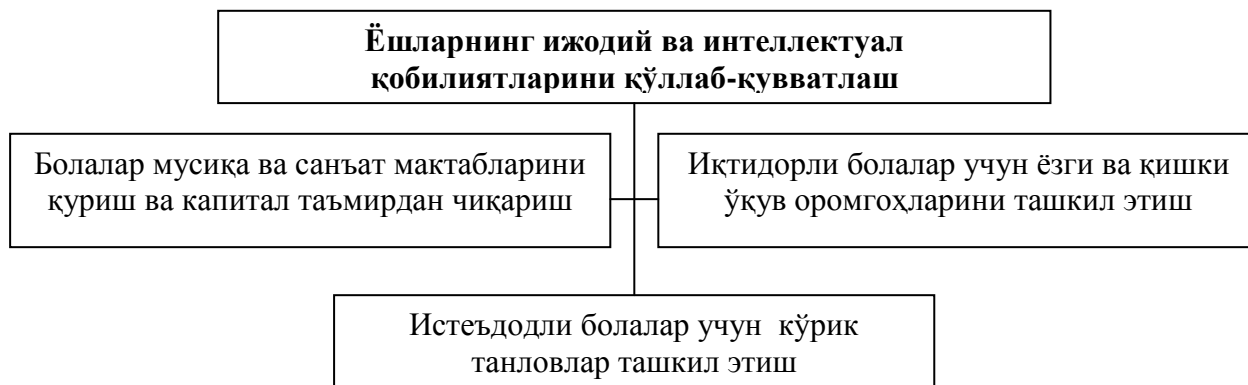 Ёшларнинг ижодий ва интеллектуал
қобилиятларини қўллаб-қувватлаш
Болалар мусиқа ва санъат мактабларини
қуриш ва капитал таъмирдан чиқариш
Иқтидорли болалар учун ёзги ва қишки
ўқув оромгоҳларини ташкил этиш
Истеъдодли болалар учун кўрик
танловлар ташкил этиш